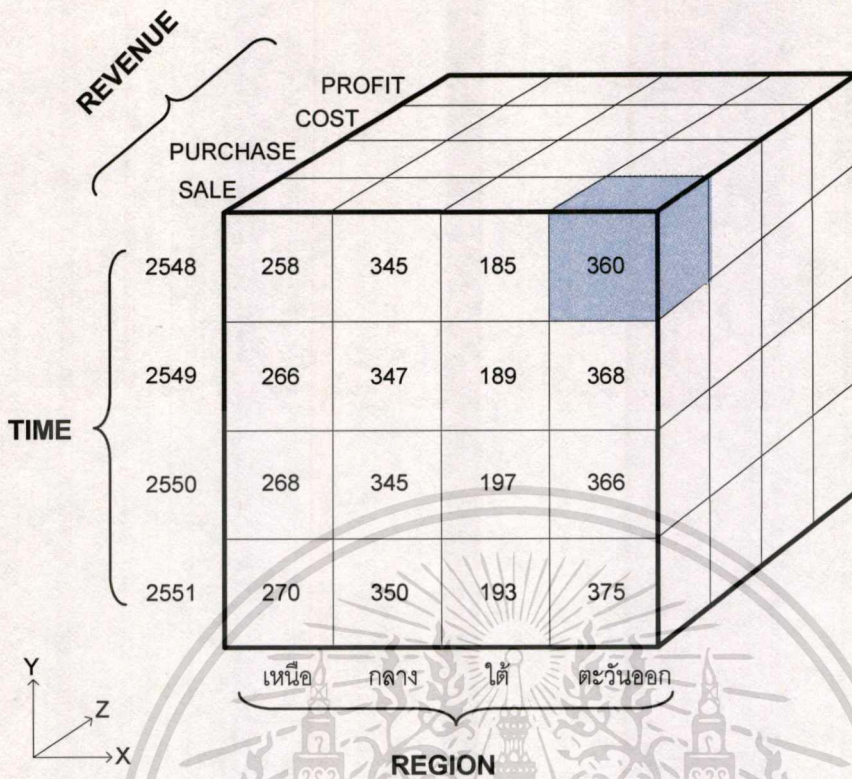 REVENUE
PROFIT
COST
PURCHASE
SALE
TIME
2548 258 345 185 360
2549 266 347 189 368
2550 268 345 197 366
2551 270 350 193 375
เหนือ กลาง ใต้ ตะวันออก
REGION
Y
Z
X